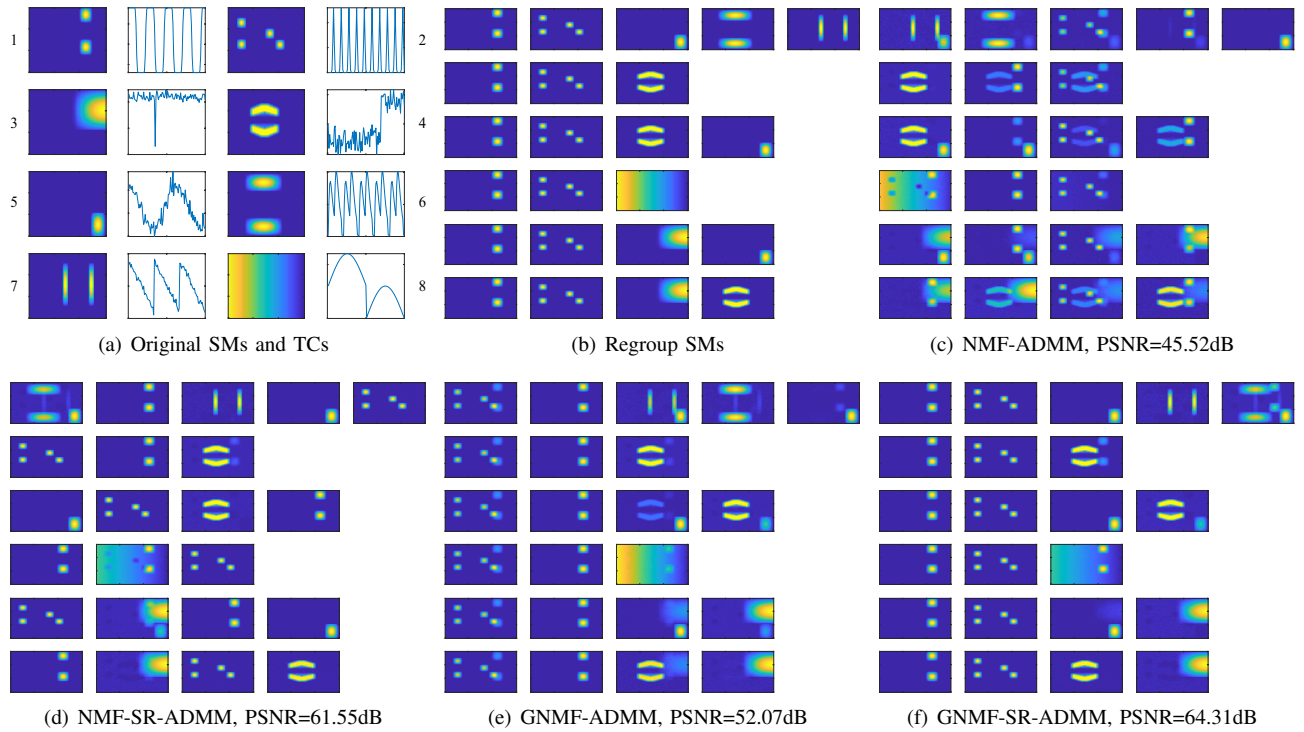 1
2
3
4
5
6
7
8
(a) Original SMs and TCs
(b) Regroup SMs
(c) NMF-ADMM, PSNR=45.52dB
(d) NMF-SR-ADMM, PSNR=61.55dB
(e) GNMF-ADMM, PSNR=52.07dB
(f) GNMF-SR-ADMM, PSNR=64.31dB